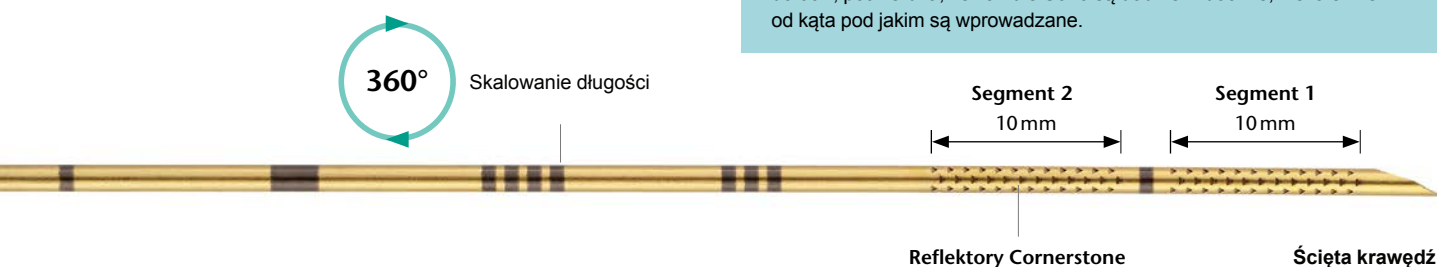 od kąta pod jakim są wprowadzane.
360° Skalowanie długości
Segment 2
10 mm
Segment 1
10 mm
Reflektory Cornerstone
Ścięta krawędź